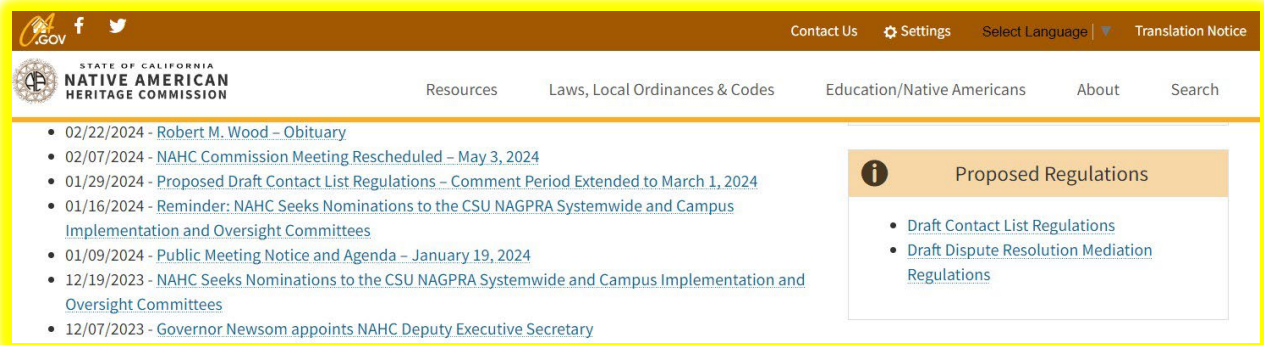 CA.GOV
Contact Us Settings Select Language | ▼ Translation Notice
STATE OF CALIFORNIA
NATIVE AMERICAN
HERITAGE COMMISSION
Resources Laws, Local Ordinances & Codes Education/Native Americans About Search
• 02/22/2024 - Robert M. Wood – Obituary
• 02/07/2024 - NAHC Commission Meeting Rescheduled – May 3, 2024
• 01/29/2024 - Proposed Draft Contact List Regulations – Comment Period Extended to March 1, 2024
• 01/16/2024 - Reminder: NAHC Seeks Nominations to the CSU NAGPRA Systemwide and Campus
Implementation and Oversight Committees
• 01/09/2024 - Public Meeting Notice and Agenda – January 19, 2024
• 12/19/2023 - NAHC Seeks Nominations to the CSU NAGPRA Systemwide and Campus Implementation and
Oversight Committees
• 12/07/2023 - Governor Newsom appoints NAHC Deputy Executive Secretary
Proposed Regulations
• Draft Contact List Regulations
• Draft Dispute Resolution Mediation
Regulations